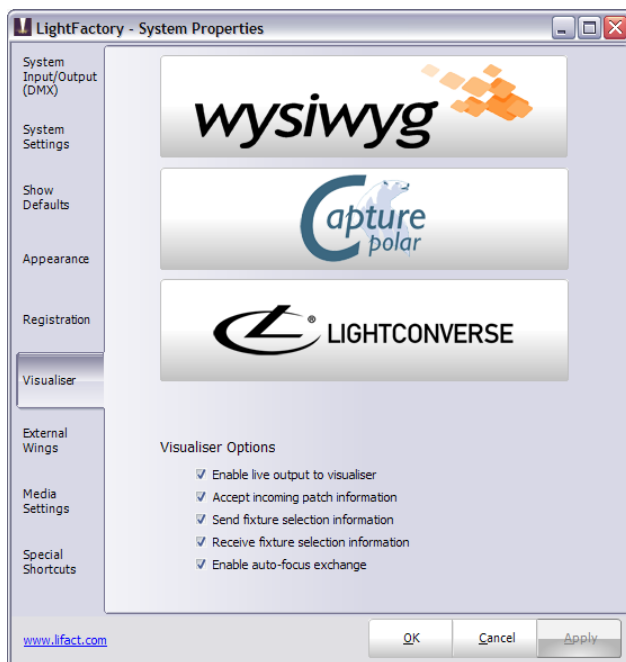 LightFactory - System Properties
System
Input/Output
(DMX)
System
Settings
Show
Defaults
Appearance
Registration
Visualiser
External
Wings
Media
Settings
Special
Shortcuts
wysiwyg
Capture
polar
® LIGHTCONVERSE
Visualiser Options
Enable live output to visualiser
Accept incoming patch information
Send fixture selection information
Receive fixture selection information
Enable auto-focus exchange
www.lifact.com
OK
Cancel
Apply